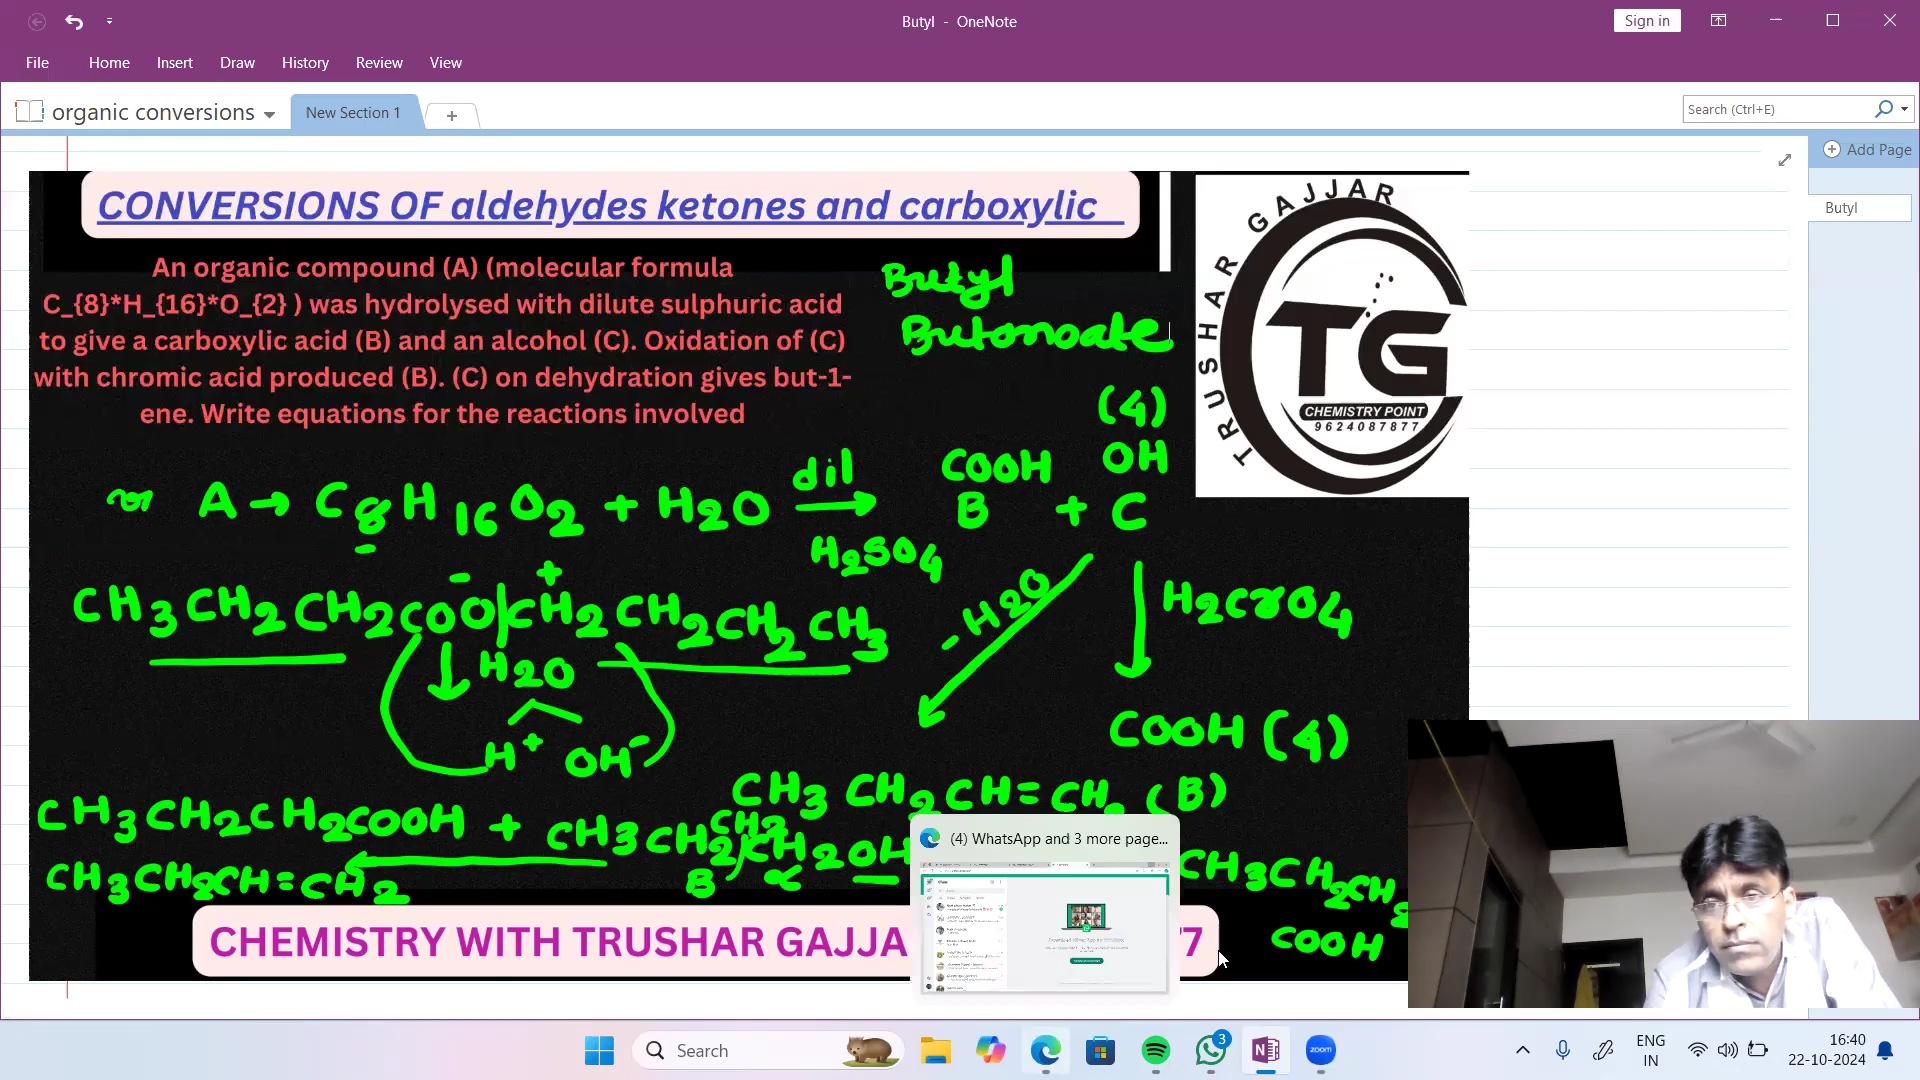 Butyl - OneNote
Sign in
File Home Insert Draw History Review View
organic conversions New Section 1 +
Search (Ctrl+E)
Add Page
Butyl
CONVERSIONS OF aldehydes ketones and carboxylic
An organic compound (A) (molecular formula
C_{8}*H_{16}*O_{2} ) was hydrolysed with dilute sulphuric acid
to give a carboxylic acid (B) and an alcohol (C). Oxidation of (C)
with chromic acid produced (B). (C) on dehydration gives but-1-
ene. Write equations for the reactions involved
Butyl
Butanoate
TRUSHAR GAJJAR
TG
CHEMISTRY POINT
9624087877
(4)
COOH OH
A → C8H16O2 + H2O dil → H2SO4 B + C
- +
CH3CH2CH2COO|CH2CH2CH2CH3
↓ H2O
H+ OH-
-H2O
↓ H2CrO4
COOH (4)
CH3 CH2CH=CH2 (B)
CH3CH2CH2COOH + CH3CH2CH2CH2OH
B α
CH3CH2CH=CH2
CH3CH2CH2
COOH
CHEMISTRY WITH TRUSHAR GAJJA 77
(4) WhatsApp and 3 more page...
Search
3
zoom
ENG
IN
16:40
22-10-2024